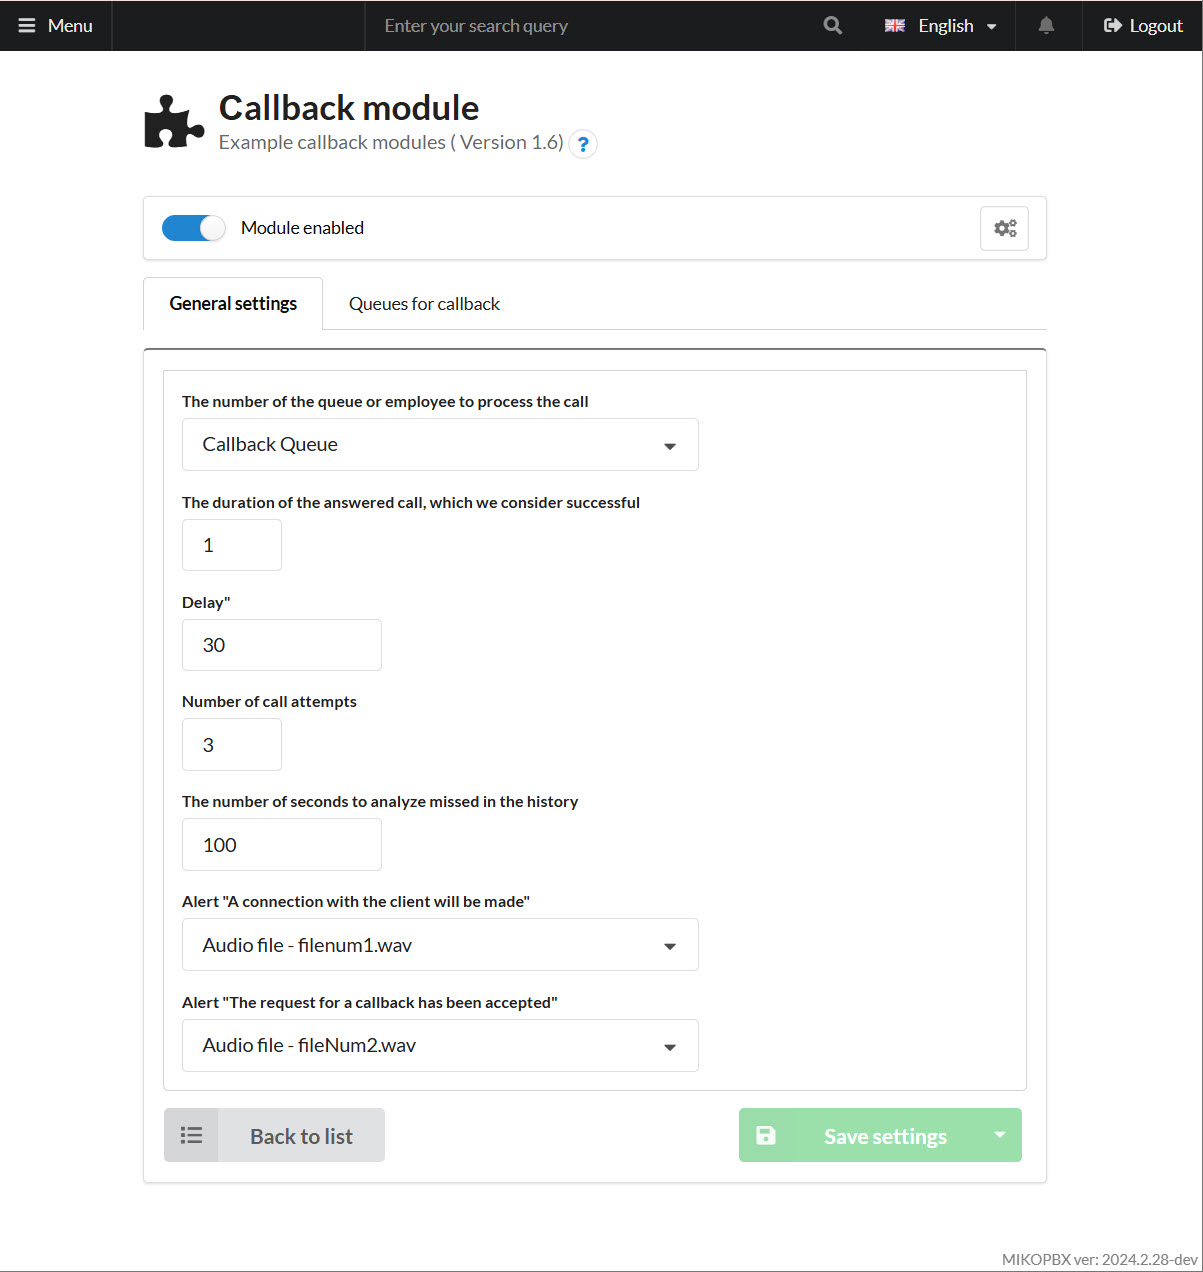 Menu
Enter your search query
English
Logout
Callback module
Example callback modules ( Version 1.6) ?
Module enabled
General settings
Queues for callback
The number of the queue or employee to process the call
Callback Queue
The duration of the answered call, which we consider successful
1
Delay"
30
Number of call attempts
3
The number of seconds to analyze missed in the history
100
Alert "A connection with the client will be made"
Audio file - filenum1.wav
Alert "The request for a callback has been accepted"
Audio file - fileNum2.wav
Back to list
Save settings
MIKOPBX ver: 2024.2.28-dev